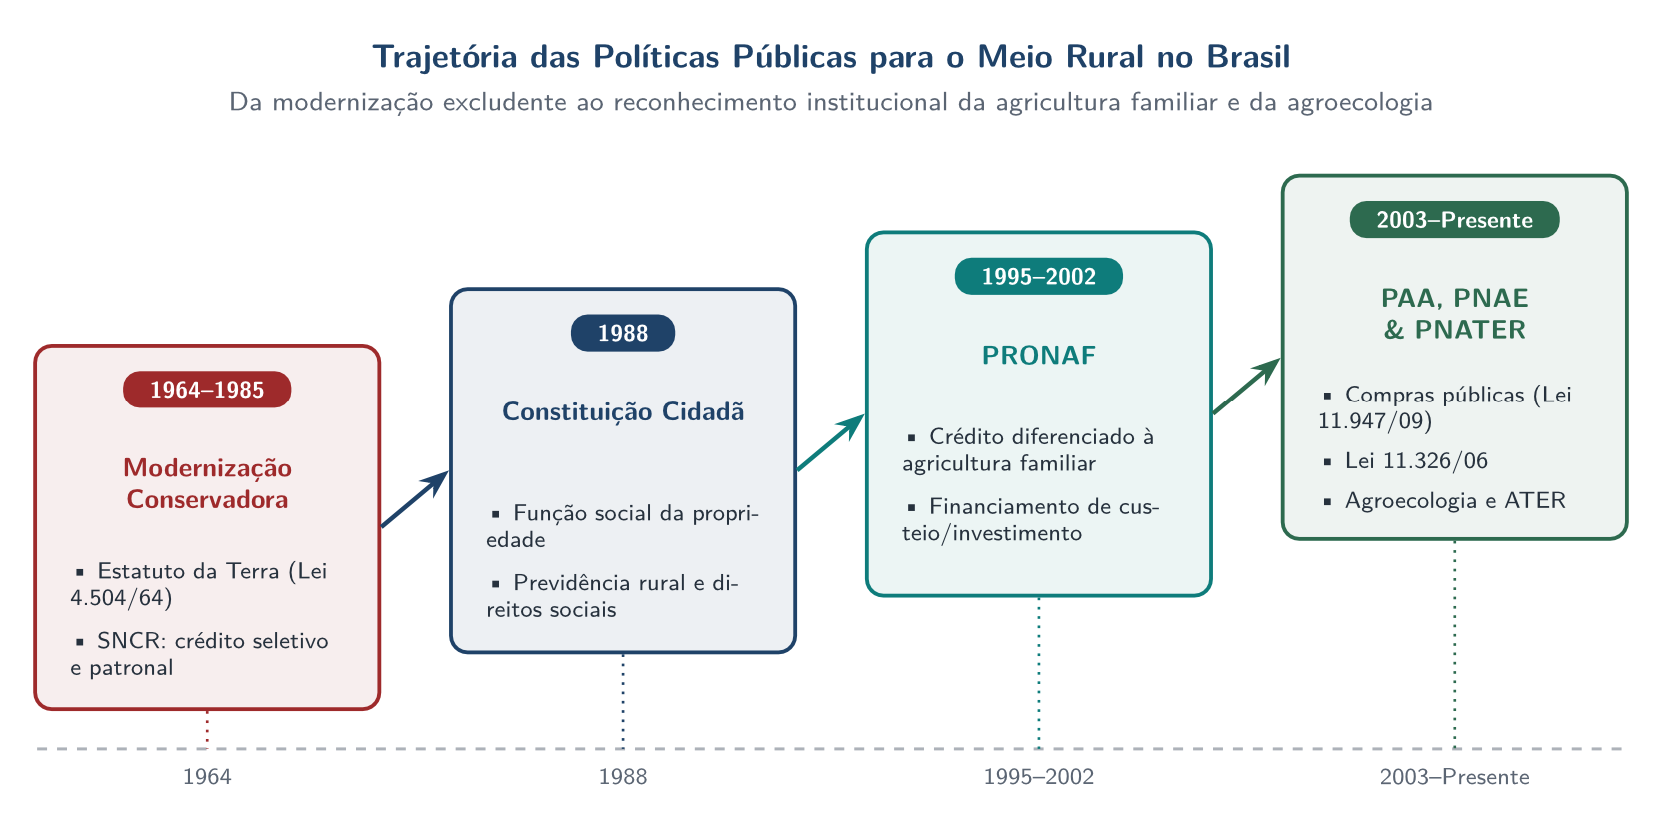 Trajetória das Políticas Públicas para o Meio Rural no Brasil
Da modernização excludente ao reconhecimento institucional da agricultura familiar e da agroecologia
1964–1985
Modernização
Conservadora
▪ Estatuto da Terra (Lei
4.504/64)
▪ SNCR: crédito seletivo
e patronal
1988
Constituição Cidadã
▪ Função social da propri-
edade
▪ Previdência rural e di-
reitos sociais
1995–2002
PRONAF
▪ Crédito diferenciado à
agricultura familiar
▪ Financiamento de cus-
teio/investimento
2003–Presente
PAA, PNAE
& PNATER
▪ Compras públicas (Lei
11.947/09)
▪ Lei 11.326/06
▪ Agroecologia e ATER
1964
1988
1995–2002
2003–Presente